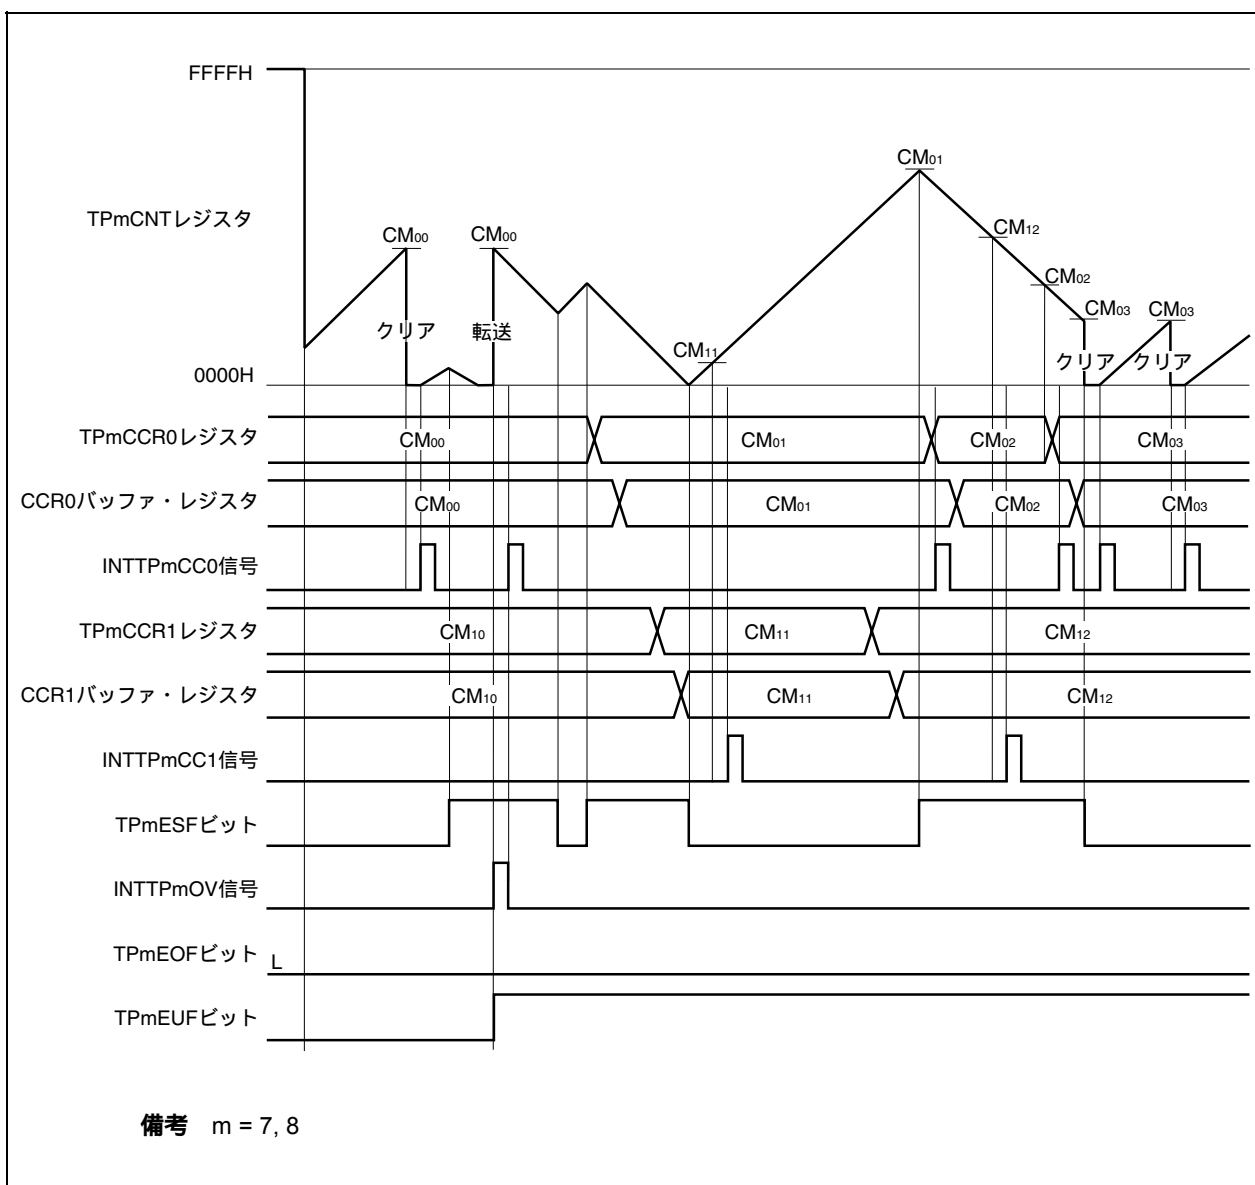 FFFFH
CM01
TPmCNTレジスタ
CM00
CM00
CM12
CM02
CM03
CM03
クリア
転送
CM11
クリア
クリア
0000H
TPmCCR0レジスタ
CM00
CM01
CM02
CM03
CCR0バッファ・レジスタ
CM00
CM01
CM02
CM03
INTTPmCC0信号
TPmCCR1レジスタ
CM10
CM11
CM12
CCR1バッファ・レジスタ
CM10
CM11
CM12
INTTPmCC1信号
TPmESFビット
INTTPmOV信号
TPmEOFビット
L
TPmEUFビット
備考 m = 7, 8